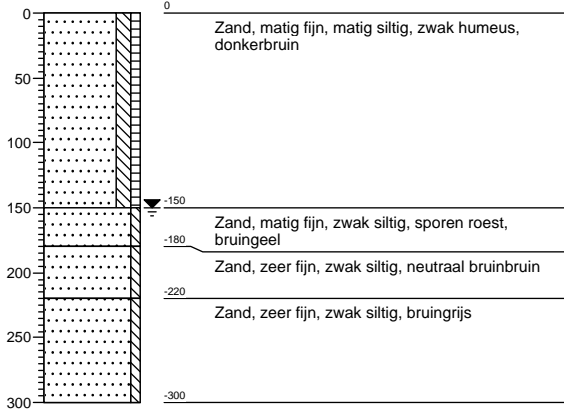 0
0
Zand, matig fijn, matig siltig, zwak humeus,
donkerbruin
50
100
150
-150
Zand, matig fijn, zwak siltig, sporen roest,
bruingeel
-180
Zand, zeer fijn, zwak siltig, neutraal bruinbruin
200
-220
Zand, zeer fijn, zwak siltig, bruingrijs
250
300
-300